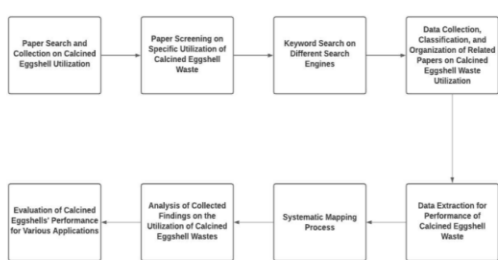 Paper Search and
Collection on Calcined
Eggshell Utilization
Paper Screening on
Specific Utilization of
Calcined Eggshell
Waste
Keyword Search on
Different Search
Engines
Data Collection,
Classification, and
Organization of Related
Papers on Calcined
Eggshell Waste
Utilization
Data Extraction for
Performance of
Calcined Eggshell
Waste
Systematic Mapping
Process
Analysis of Collected
Findings on the
Utilization of Calcined
Eggshell Wastes
Evaluation of Calcined
Eggshells' Performance
for Various Applications